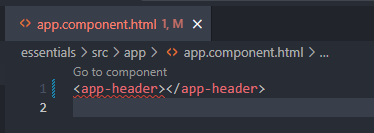 app.component.html 1, M
essentials > src > app > app.component.html > ...
Go to component
1 <app-header></app-header>
2